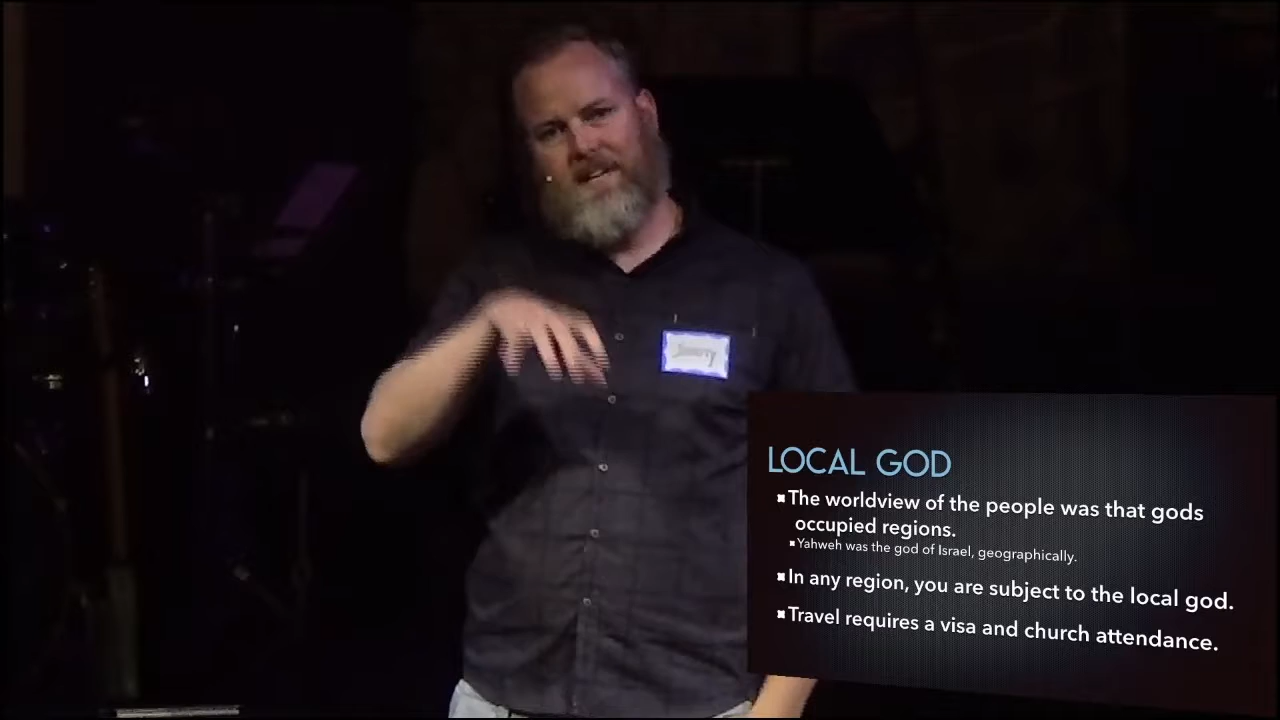 LOCAL GOD
The worldview of the people was that gods
occupied regions.
Yahweh was the god of Israel, geographically.
In any region, you are subject to the local god.
Travel requires a visa and church attendance.